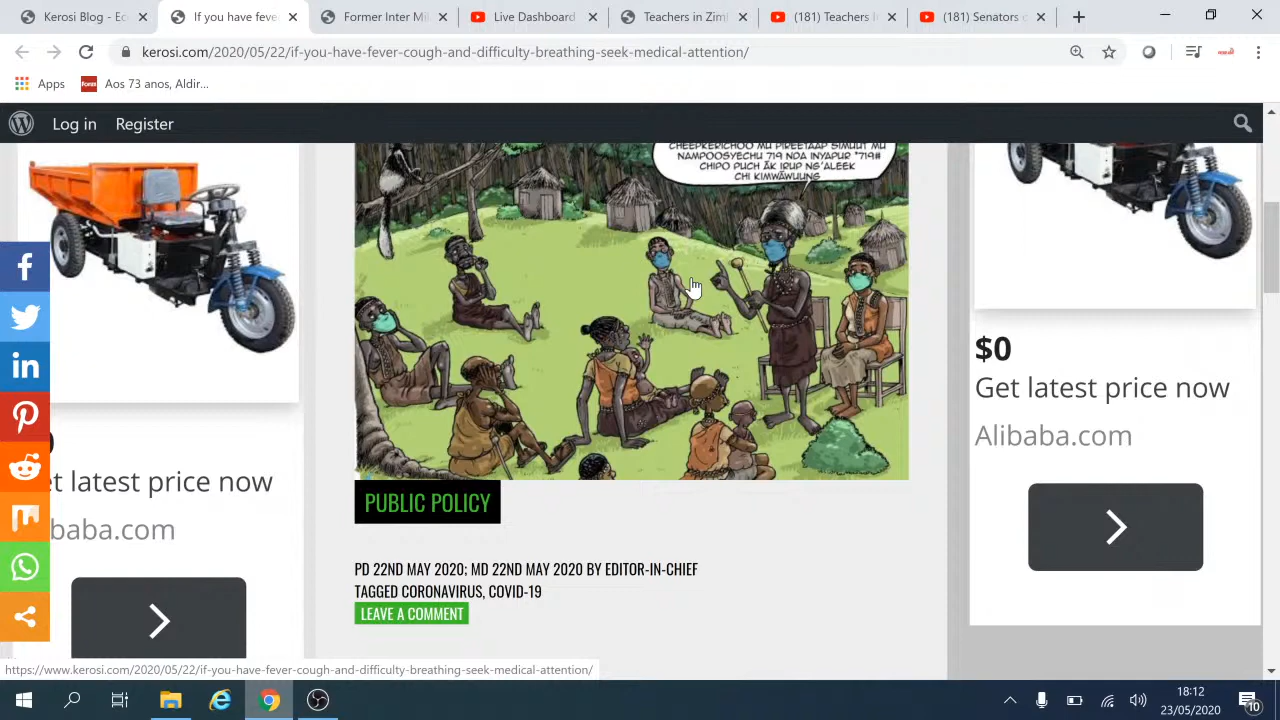 Kerosi Blog - Ec
If you have feve
Former Inter Mil
Live Dashboard
Teachers in Zim
(181) Teachers I
(181) Senators o
kerosi.com/2020/05/22/if-you-have-fever-cough-and-difficulty-breathing-seek-medical-attention/
Apps
Aos 73 anos, Aldir...
Log in
Register
CHEEPKERICHOO MU PIREETAAP SIMUUT MU
NAMPOOSYECHU 719 NDA INYAPUR *719#
CHIPO PUCH ĀK IRUP NG'ALEEK
CHI KIMWĀWUUNG
$0
Get latest price now
Alibaba.com
et latest price now
baba.com
PUBLIC POLICY
PD 22ND MAY 2020; MD 22ND MAY 2020 BY EDITOR-IN-CHIEF
TAGGED CORONAVIRUS, COVID-19
LEAVE A COMMENT
https://www.kerosi.com/2020/05/22/if-you-have-fever-cough-and-difficulty-breathing-seek-medical-attention/
18:12
23/05/2020
10